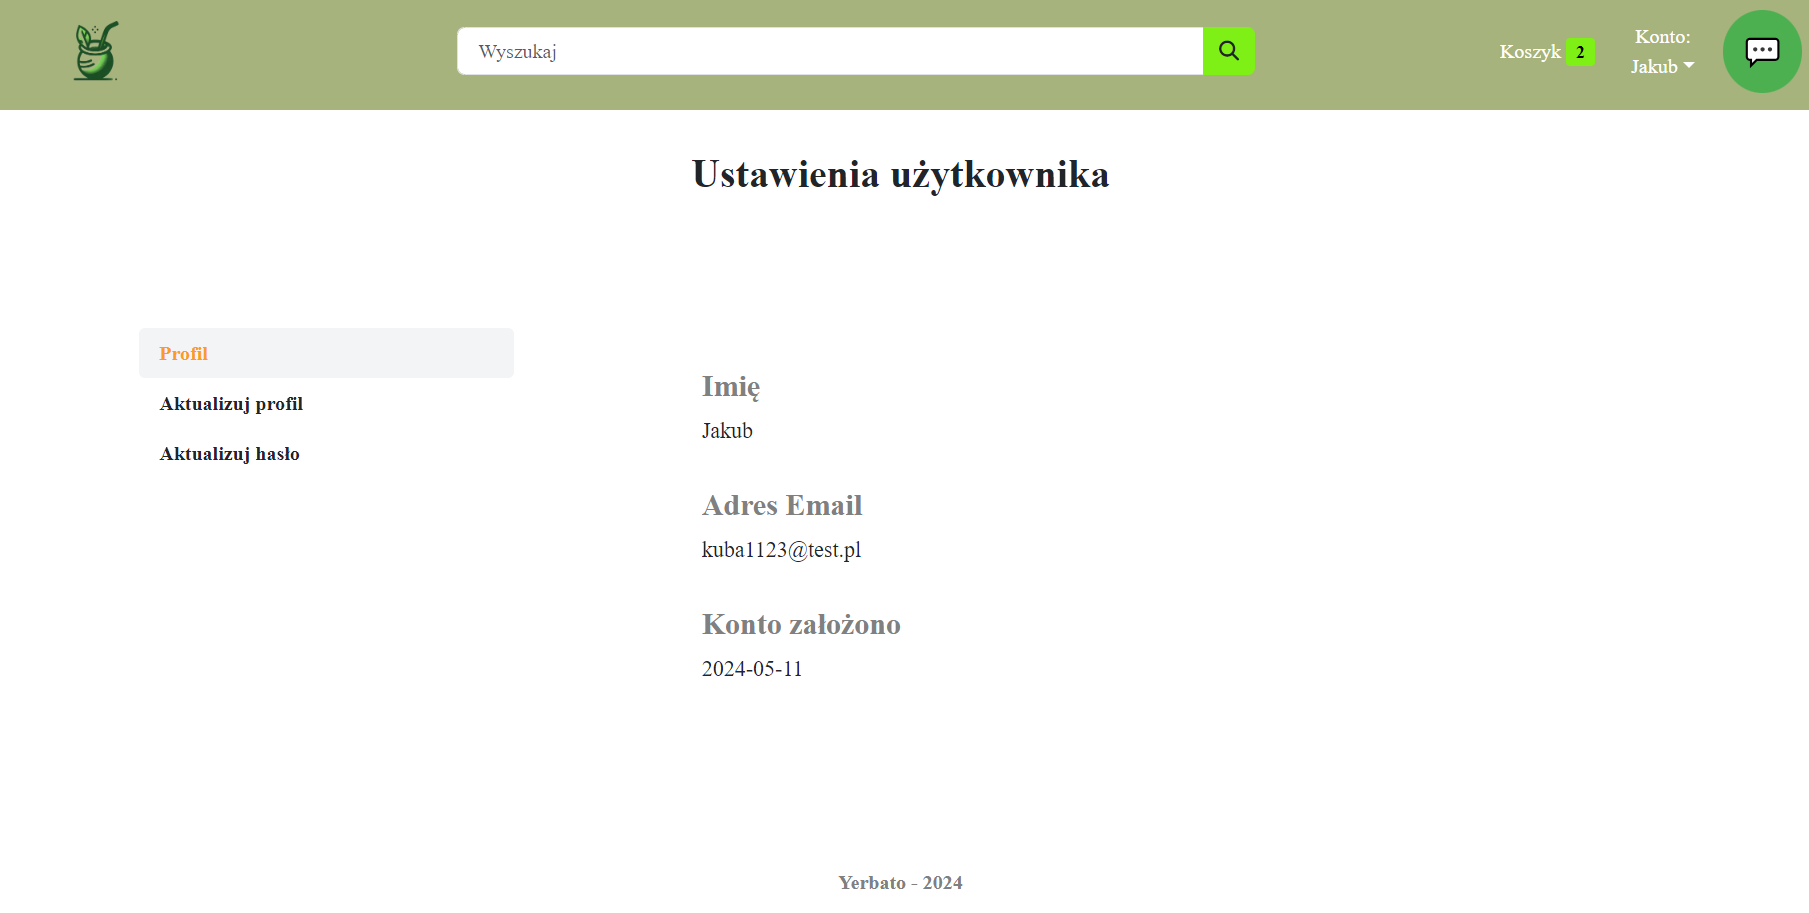 Wyszukaj
Koszyk 2
Konto:
Jakub
Ustawienia użytkownika
Profil
Aktualizuj profil
Aktualizuj hasło
Imię
Jakub
Adres Email
kuba1123@test.pl
Konto założono
2024-05-11
Yerbato - 2024